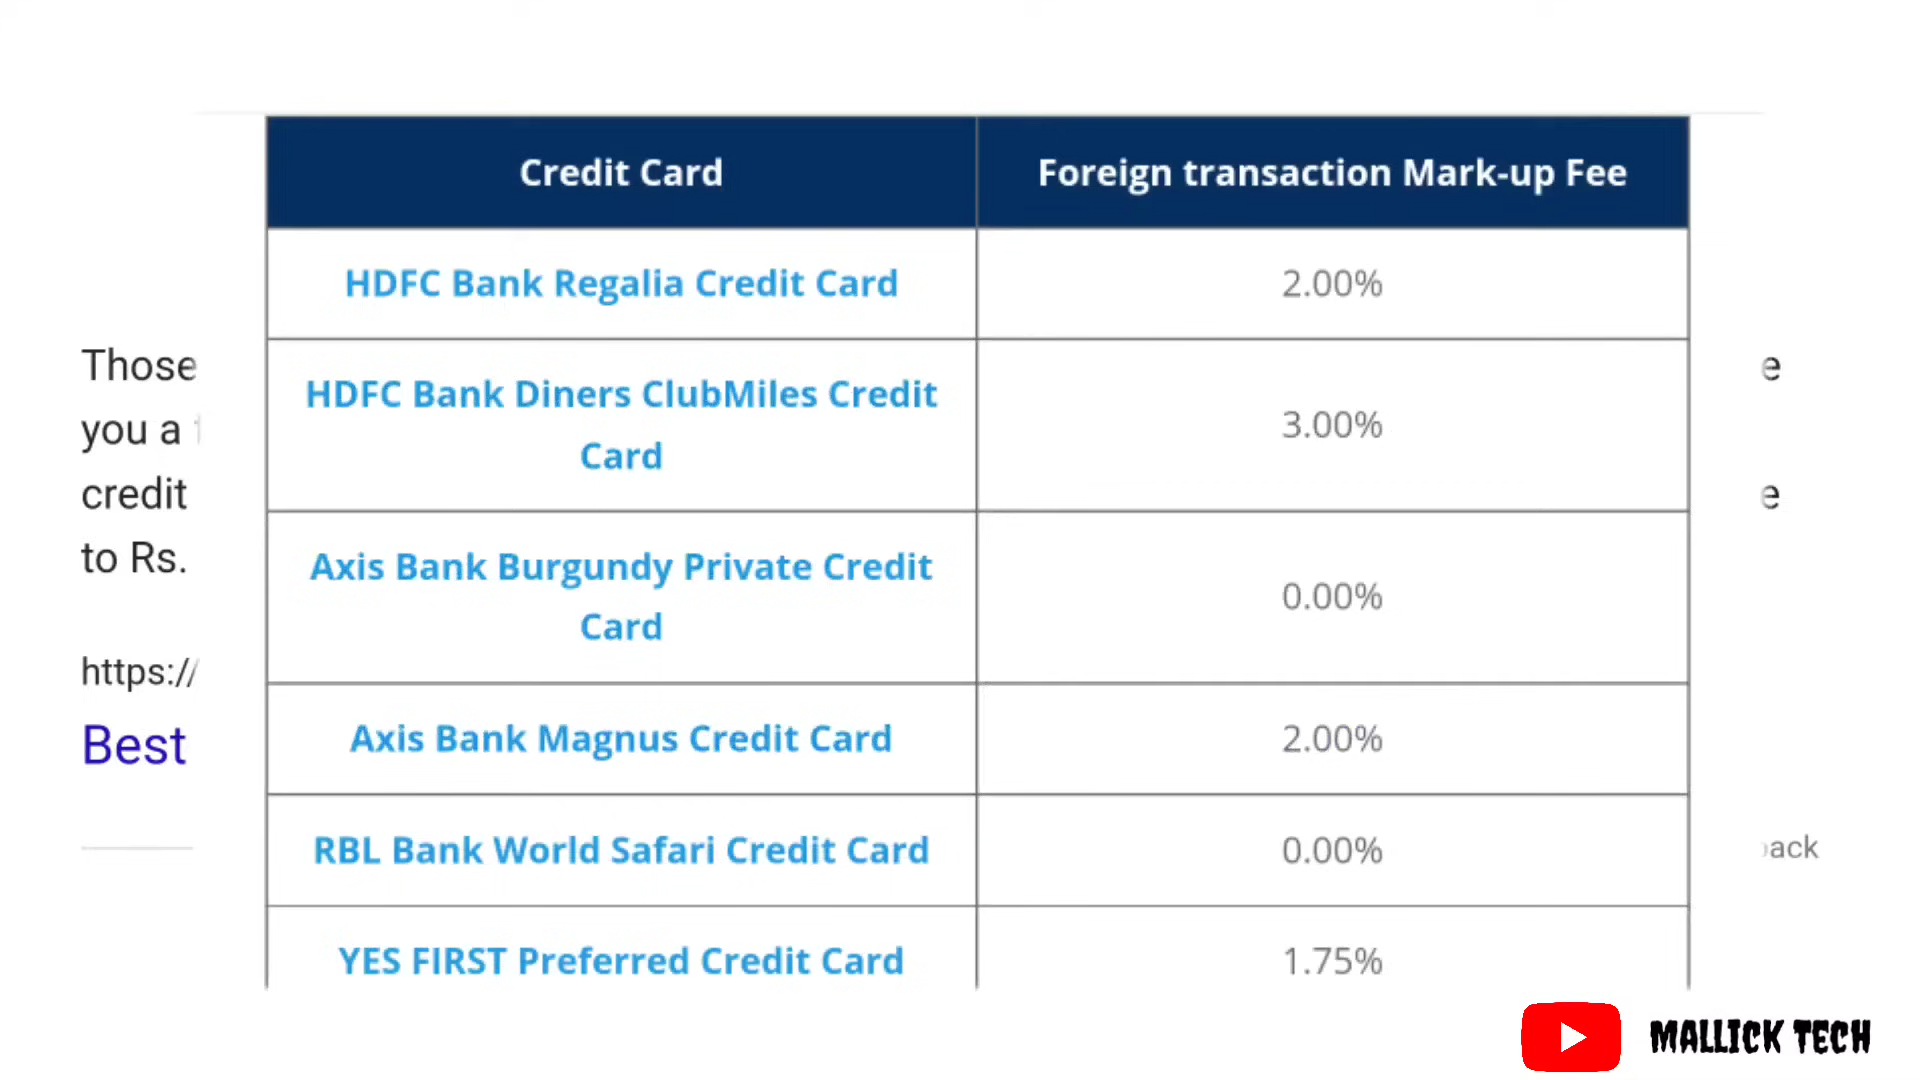 Credit Card
Foreign transaction Mark-up Fee
HDFC Bank Regalia Credit Card
2.00%
HDFC Bank Diners ClubMiles Credit
Card
3.00%
Axis Bank Burgundy Private Credit
Card
0.00%
Axis Bank Magnus Credit Card
2.00%
RBL Bank World Safari Credit Card
0.00%
YES FIRST Preferred Credit Card
1.75%
Those
you a
credit
to Rs.
https://
Best
e
e
ack
MALLICK TECH